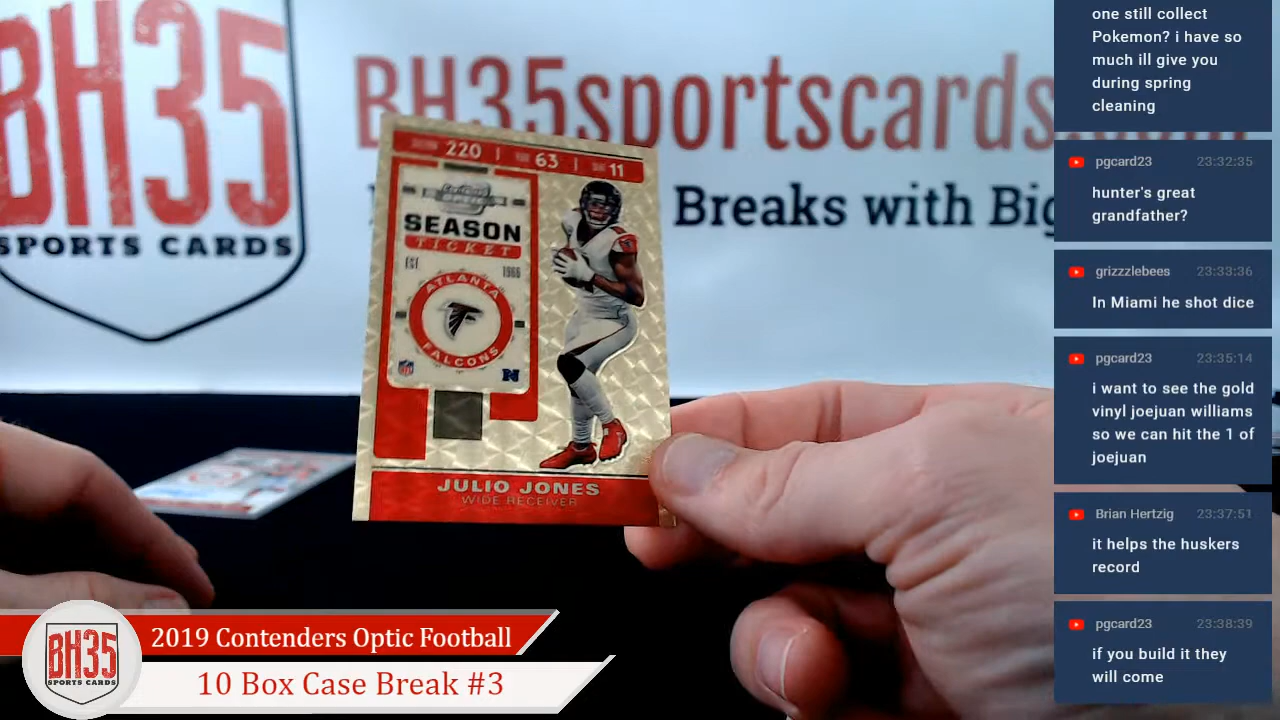 BH35
SPORTS CARDS
BH35sportscards.com
Breaks with Big
220 | 63 | 11
SEASON
TICKET
EST. 1966
ATLANTA
FALCONS
NFL
N
JULIO JONES
WIDE RECEIVER
BH35
SPORTS CARDS
2019 Contenders Optic Football
10 Box Case Break #3
one still collect
Pokemon? i have so
much ill give you
during spring
cleaning
pgcard23 23:32:35
hunter's great
grandfather?
grizzzlebees 23:33:36
In Miami he shot dice
pgcard23 23:35:14
i want to see the gold
vinyl joejuan williams
so we can hit the 1 of
joejuan
Brian Hertzig 23:37:51
it helps the huskers
record
pgcard23 23:38:39
if you build it they
will come